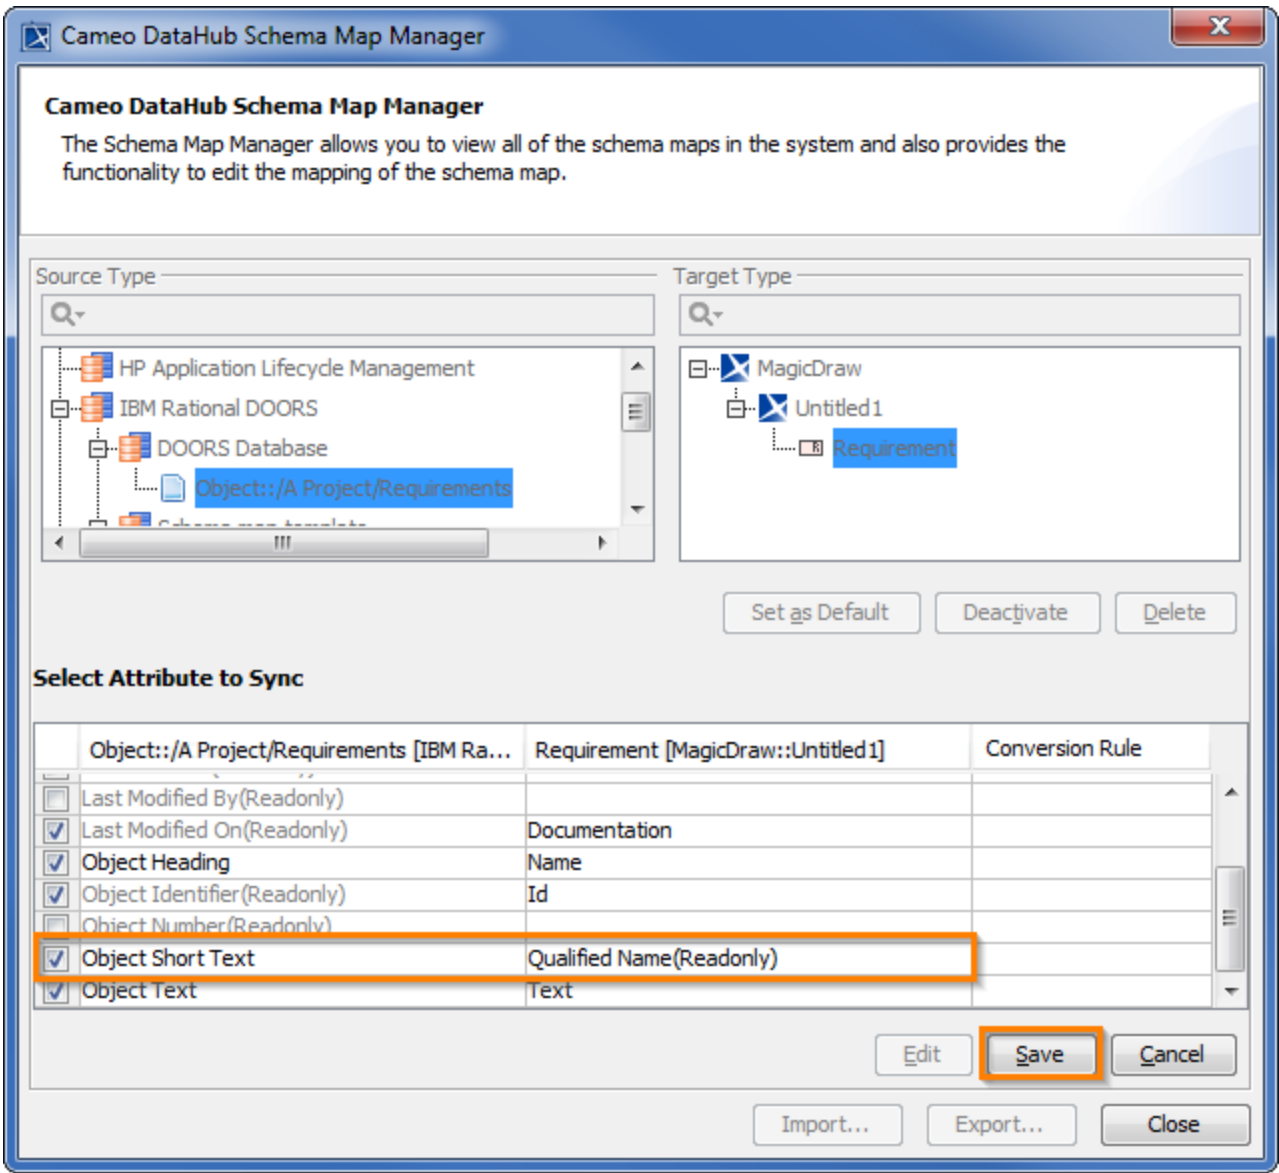 Cameo DataHub Schema Map Manager
Cameo DataHub Schema Map Manager
The Schema Map Manager allows you to view all of the schema maps in the system and also provides the
functionality to edit the mapping of the schema map.
Source Type
Target Type
HP Application Lifecycle Management
IBM Rational DOORS
DOORS Database
Object::/A Project/Requirements
Schema map template
MagicDraw
Untitled1
Requirement
Set as Default Deactivate Delete
Select Attribute to Sync
Object::/A Project/Requirements [IBM Ra... Requirement [MagicDraw::Untitled1] Conversion Rule
Last Modified By(Readonly)
Last Modified On(Readonly) Documentation
Object Heading Name
Object Identifier(Readonly) Id
Object Number(Readonly)
Object Short Text Qualified Name(Readonly)
Object Text Text
Edit Save Cancel
Import... Export... Close